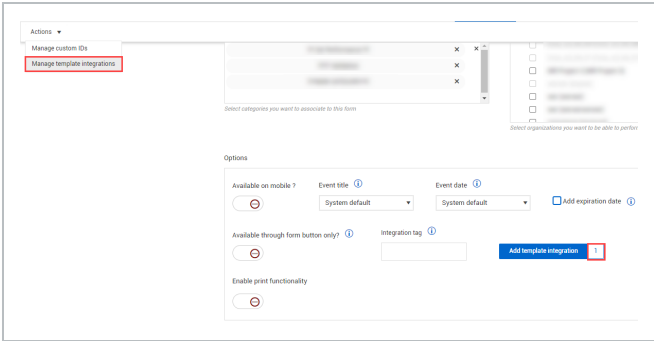 Actions
Manage custom IDs
Manage template integrations
Select categories you want to associate to this form
Select organizations you want to be able to perfor
Options
Available on mobile ?
Event title
Event date
System default
System default
Add expiration date
Available through form button only?
Integration tag
Add template integration
1
Enable print functionality